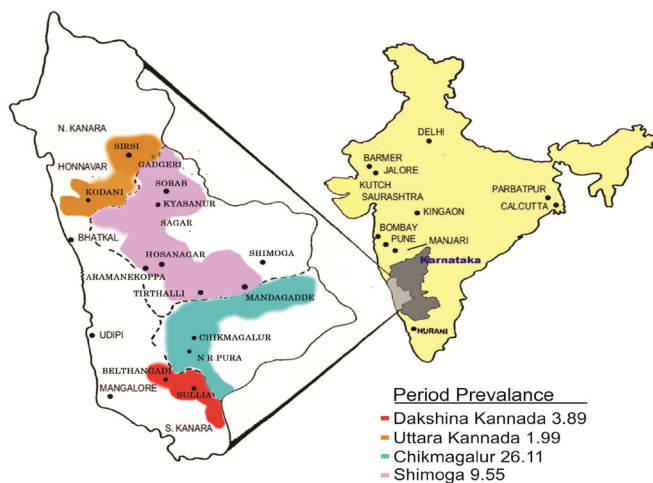 N. KANARA
SIRSI
GADGERI
HONNAVAR
KODANI
SORAB
KYASANUR
SAGAR
BHATKAL
HOSANAGAR
SHIMOGA
ARAMANEKOPPA
TIRTHALLI
MANDAGADDE
UDIPI
CHIKMAGALUR
N R PURA
BELTHANGADI
MANGALORE
SULLIA
S. KANARA
DELHI
BARMER
JALORE
KUTCH
SAURASHTRA
PARBATPUR
CALCUTTA
KINGAON
BOMBAY
PUNE
MANJARI
Karnataka
NURANI
Period Prevalance
Dakshina Kannada 3.89
Uttara Kannada 1.99
Chikmagalur 26.11
Shimoga 9.55